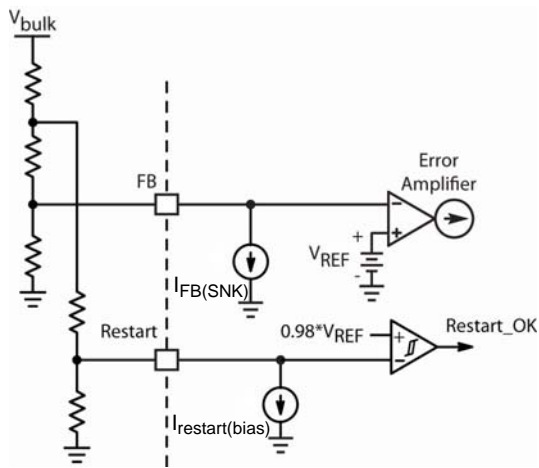 Vbulk
FB
Error
Amplifier
+
VREF
-
IFB(SNK)
Restart
0.98*VREF
Restart_OK
Irestart(bias)